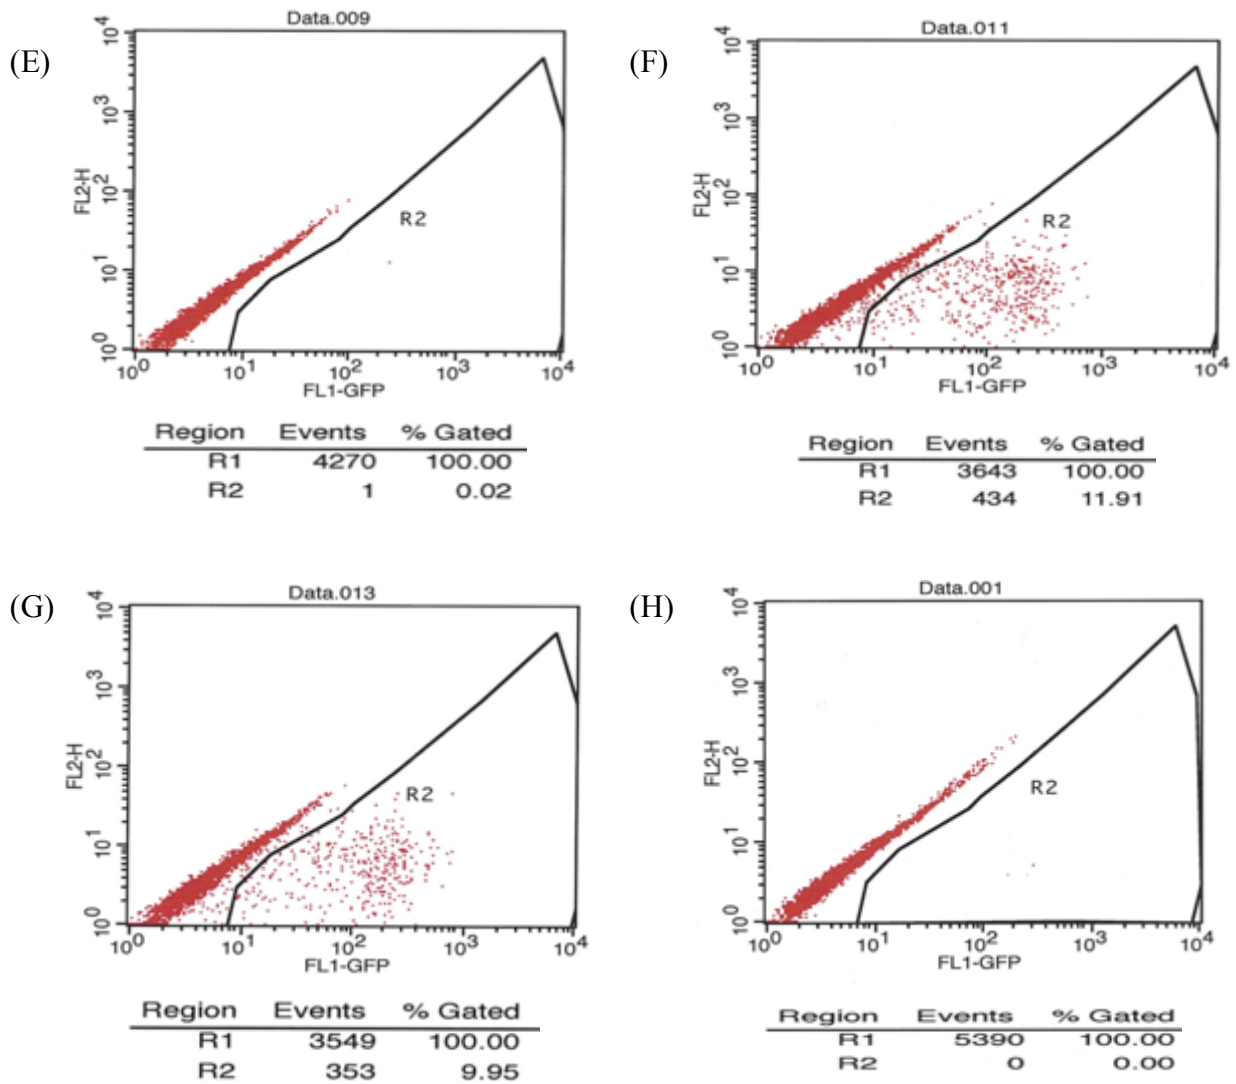 (E)
Data.009
10^4
10^3
10^2
10^1
10^0
FL2-H
R2
10^0 10^1 10^2 10^3 10^4
FL1-GFP
Region Events % Gated
R1 4270 100.00
R2 1 0.02
(F)
Data.011
10^4
10^3
10^2
10^1
10^0
FL2-H
R2
10^0 10^1 10^2 10^3 10^4
FL1-GFP
Region Events % Gated
R1 3643 100.00
R2 434 11.91
(G)
Data.013
10^4
10^3
10^2
10^1
10^0
FL2-H
R2
10^0 10^1 10^2 10^3 10^4
FL1-GFP
Region Events % Gated
R1 3549 100.00
R2 353 9.95
(H)
Data.001
10^4
10^3
10^2
10^1
10^0
FL2-H
R2
10^0 10^1 10^2 10^3 10^4
FL1-GFP
Region Events % Gated
R1 5390 100.00
R2 0 0.00